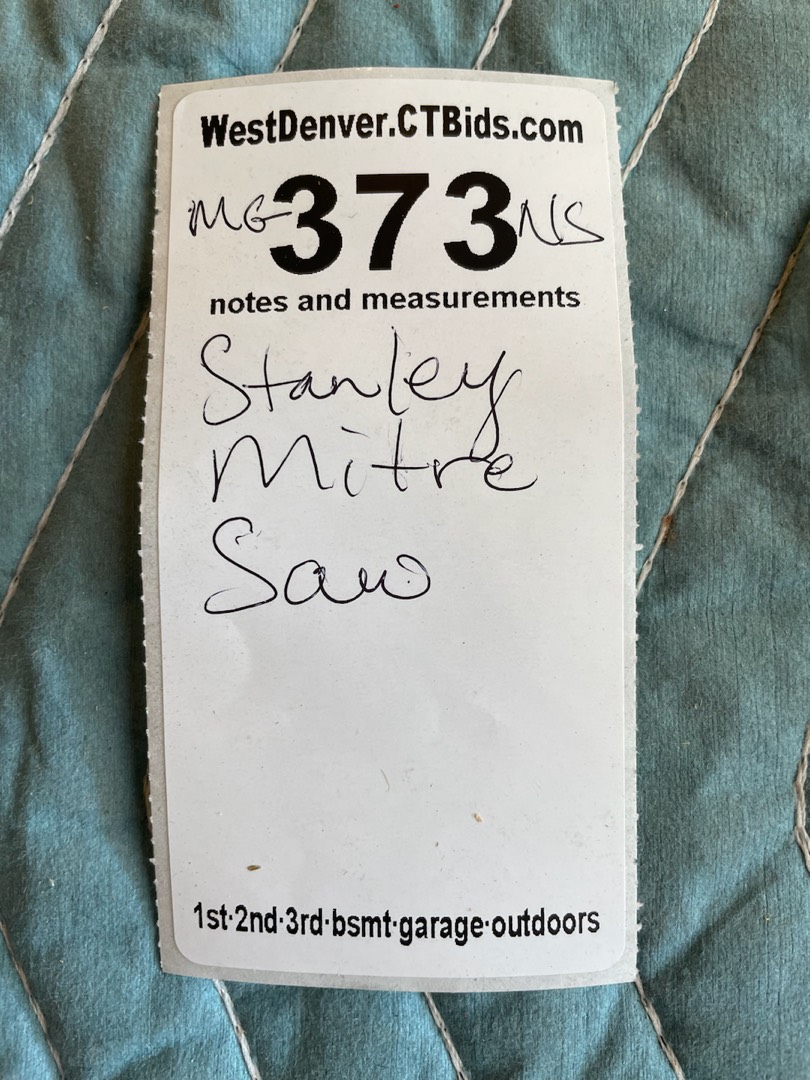 WestDenver.CTBids.com
MG 373 NS
notes and measurements
Stanley
Mitre
Saw
1st·2nd·3rd·bsmt·garage·outdoors